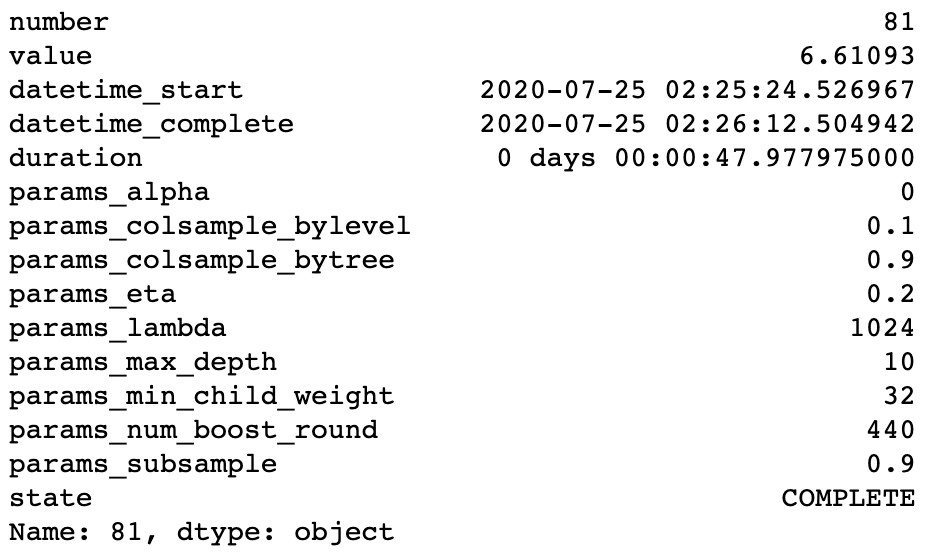 number 81
value 6.61093
datetime_start 2020-07-25 02:25:24.526967
datetime_complete 2020-07-25 02:26:12.504942
duration 0 days 00:00:47.977975000
params_alpha 0
params_colsample_bylevel 0.1
params_colsample_bytree 0.9
params_eta 0.2
params_lambda 1024
params_max_depth 10
params_min_child_weight 32
params_num_boost_round 440
params_subsample 0.9
state COMPLETE
Name: 81, dtype: object